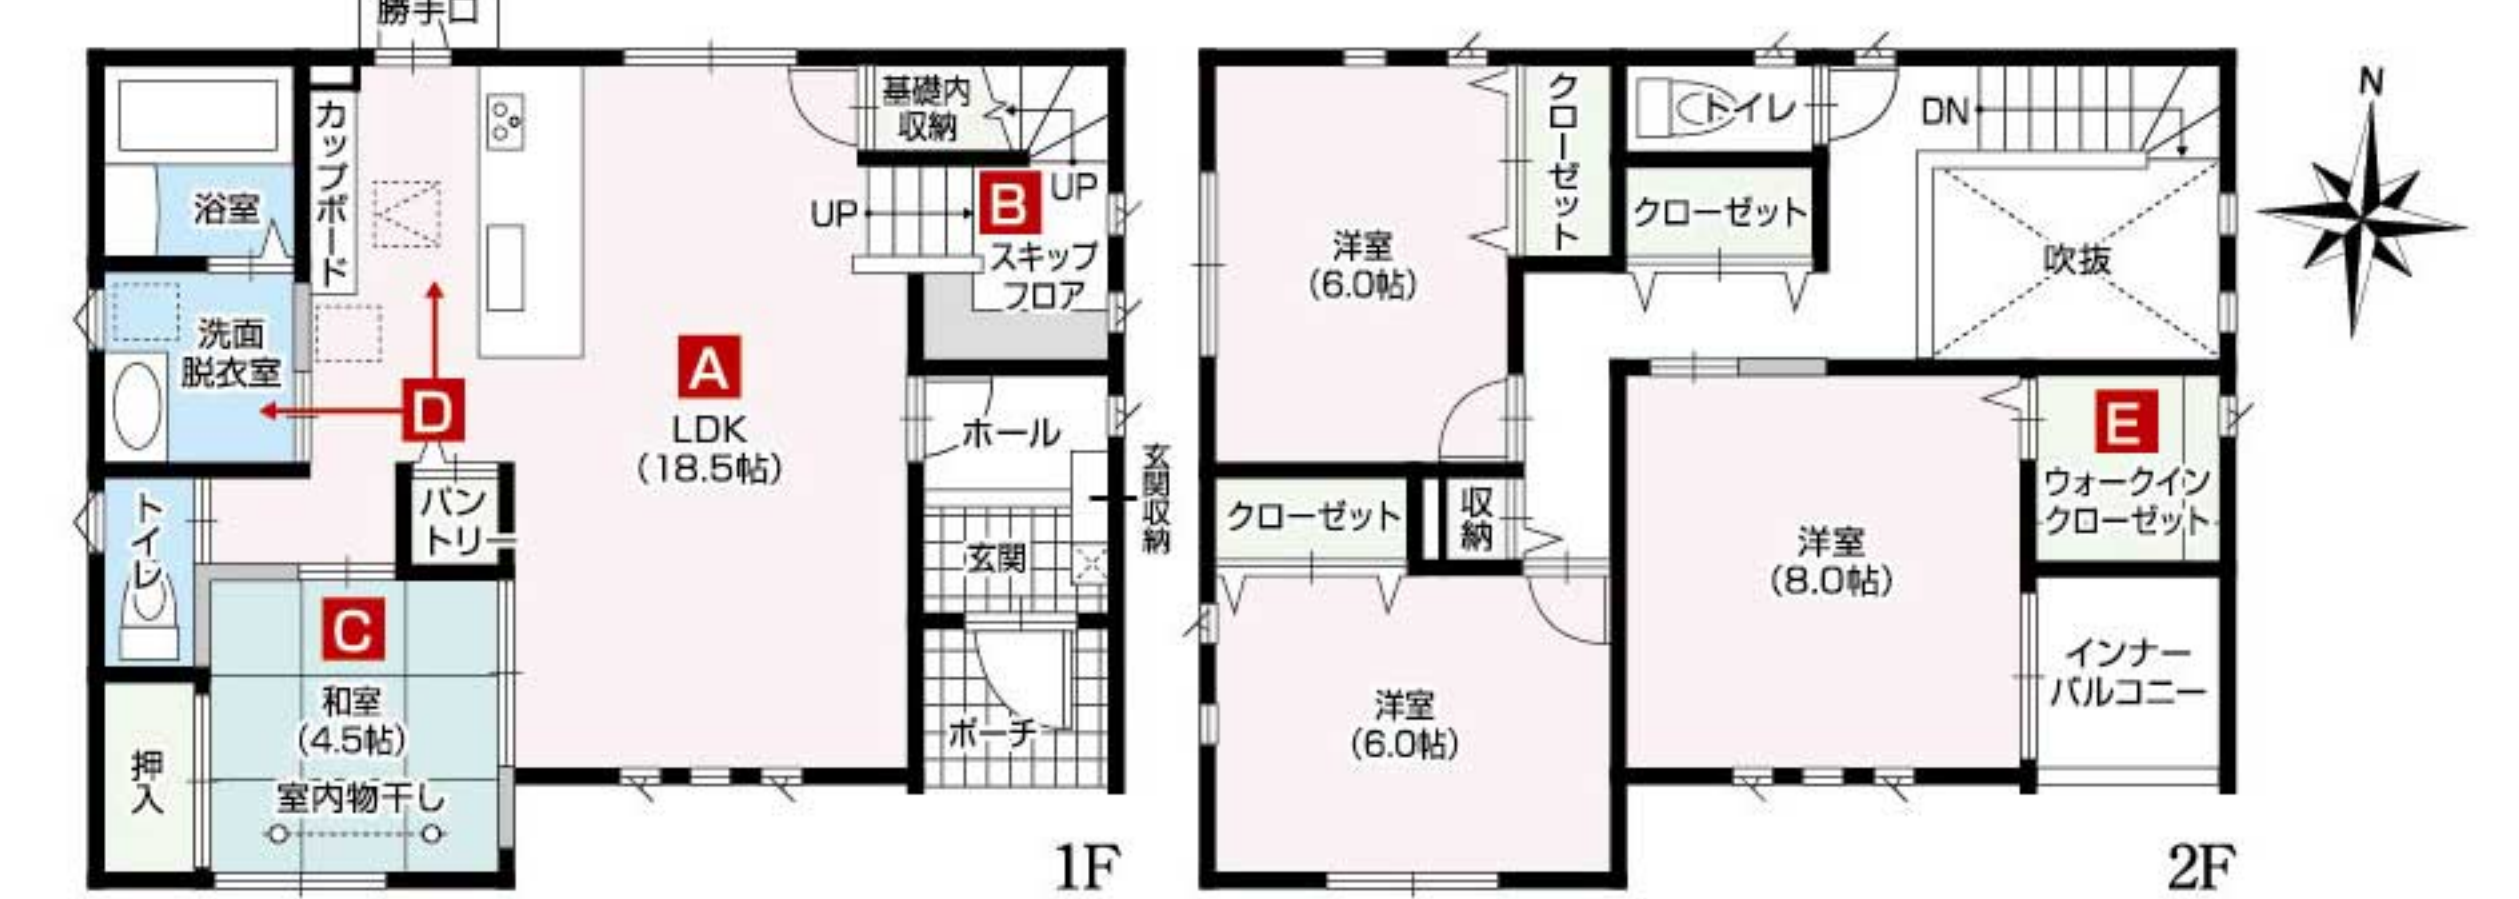 勝手口
浴室
カップボード
基礎内
収納
UP
UP
B
スキップ
フロア
洗面
脱衣室
D
A
LDK
(18.5帖)
ホール
玄関収納
トイレ
パン
トリー
玄関
C
和室
(4.5帖)
室内物干し
押入
ポーチ
1F
洋室
(6.0帖)
クローゼット
トイレ
DN
クローゼット
吹抜
N
クローゼット
収納
洋室
(8.0帖)
E
ウォークイン
クローゼット
洋室
(6.0帖)
インナー
バルコニー
2F